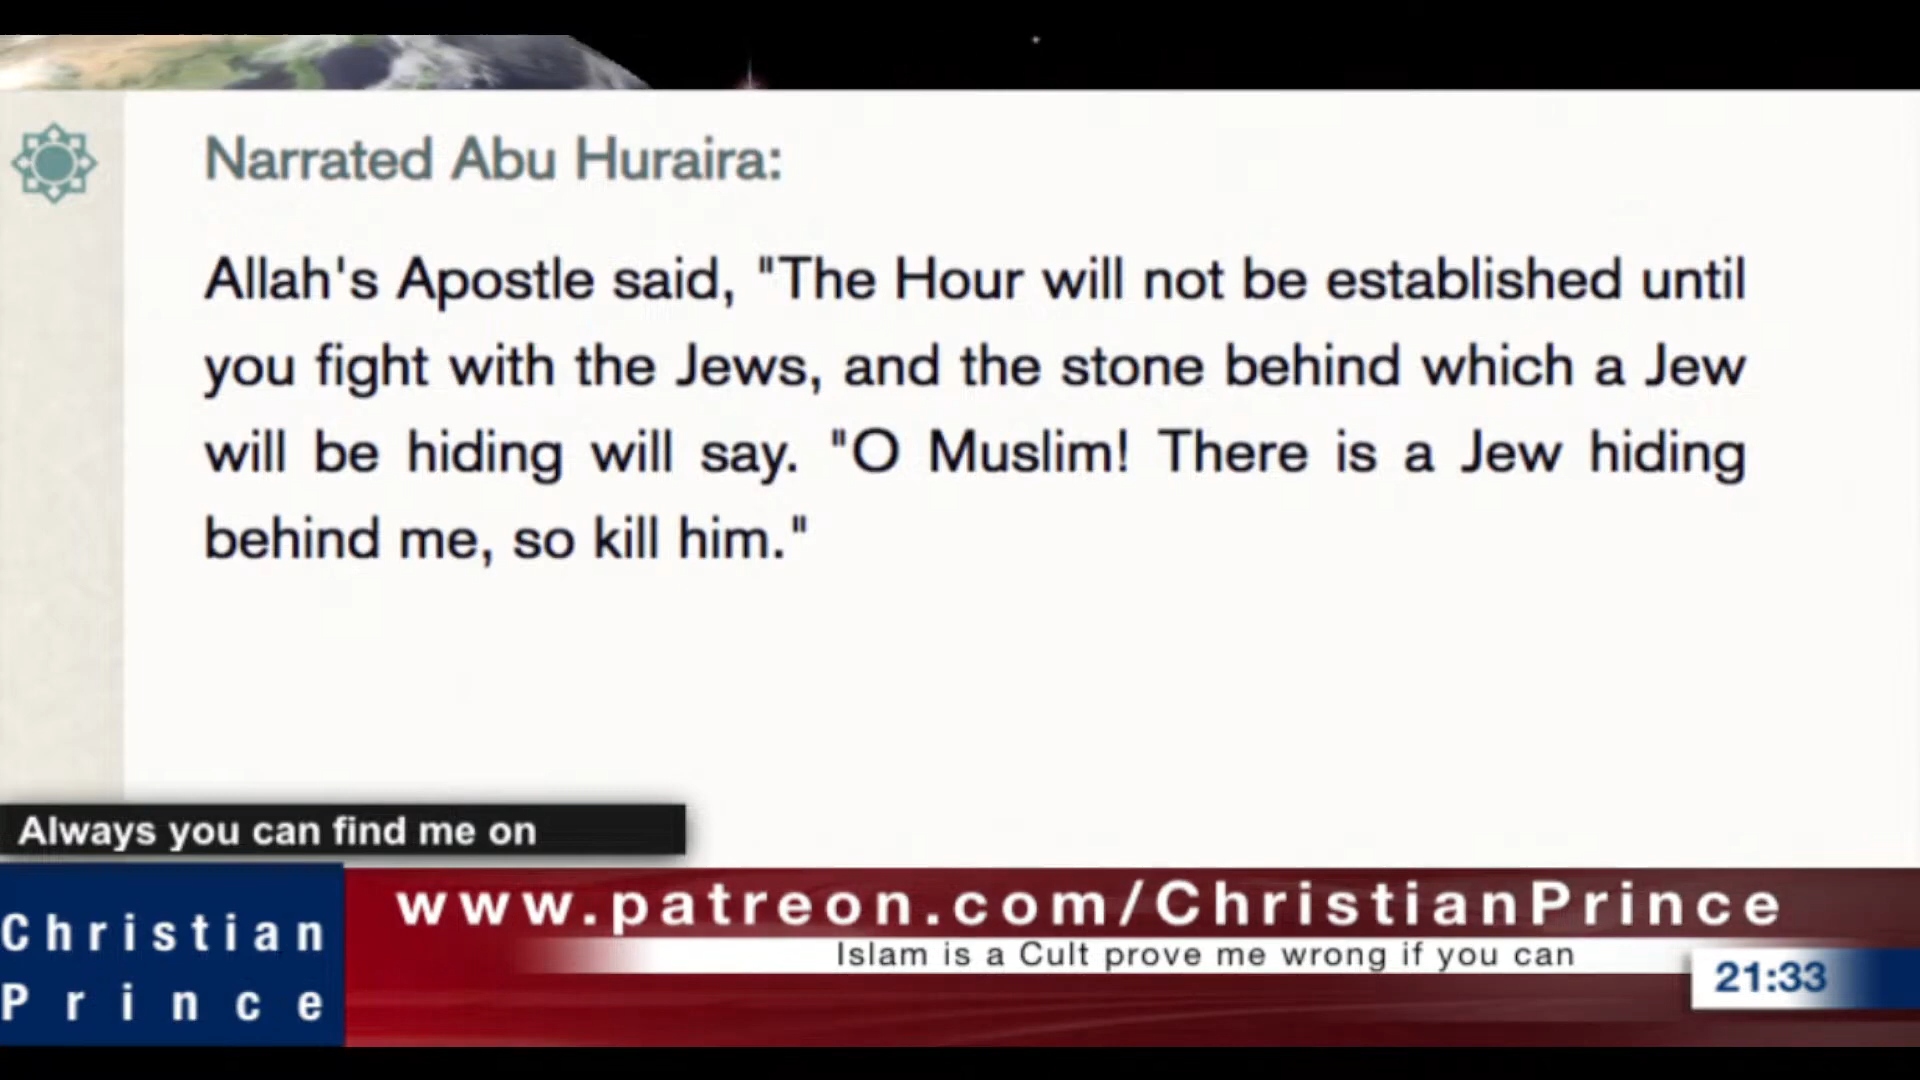 Narrated Abu Huraira:
Allah's Apostle said, "The Hour will not be established until
you fight with the Jews, and the stone behind which a Jew
will be hiding will say. "O Muslim! There is a Jew hiding
behind me, so kill him."
Always you can find me on
Christian
Prince
www.patreon.com/ChristianPrince
Islam is a Cult prove me wrong if you can
21:33